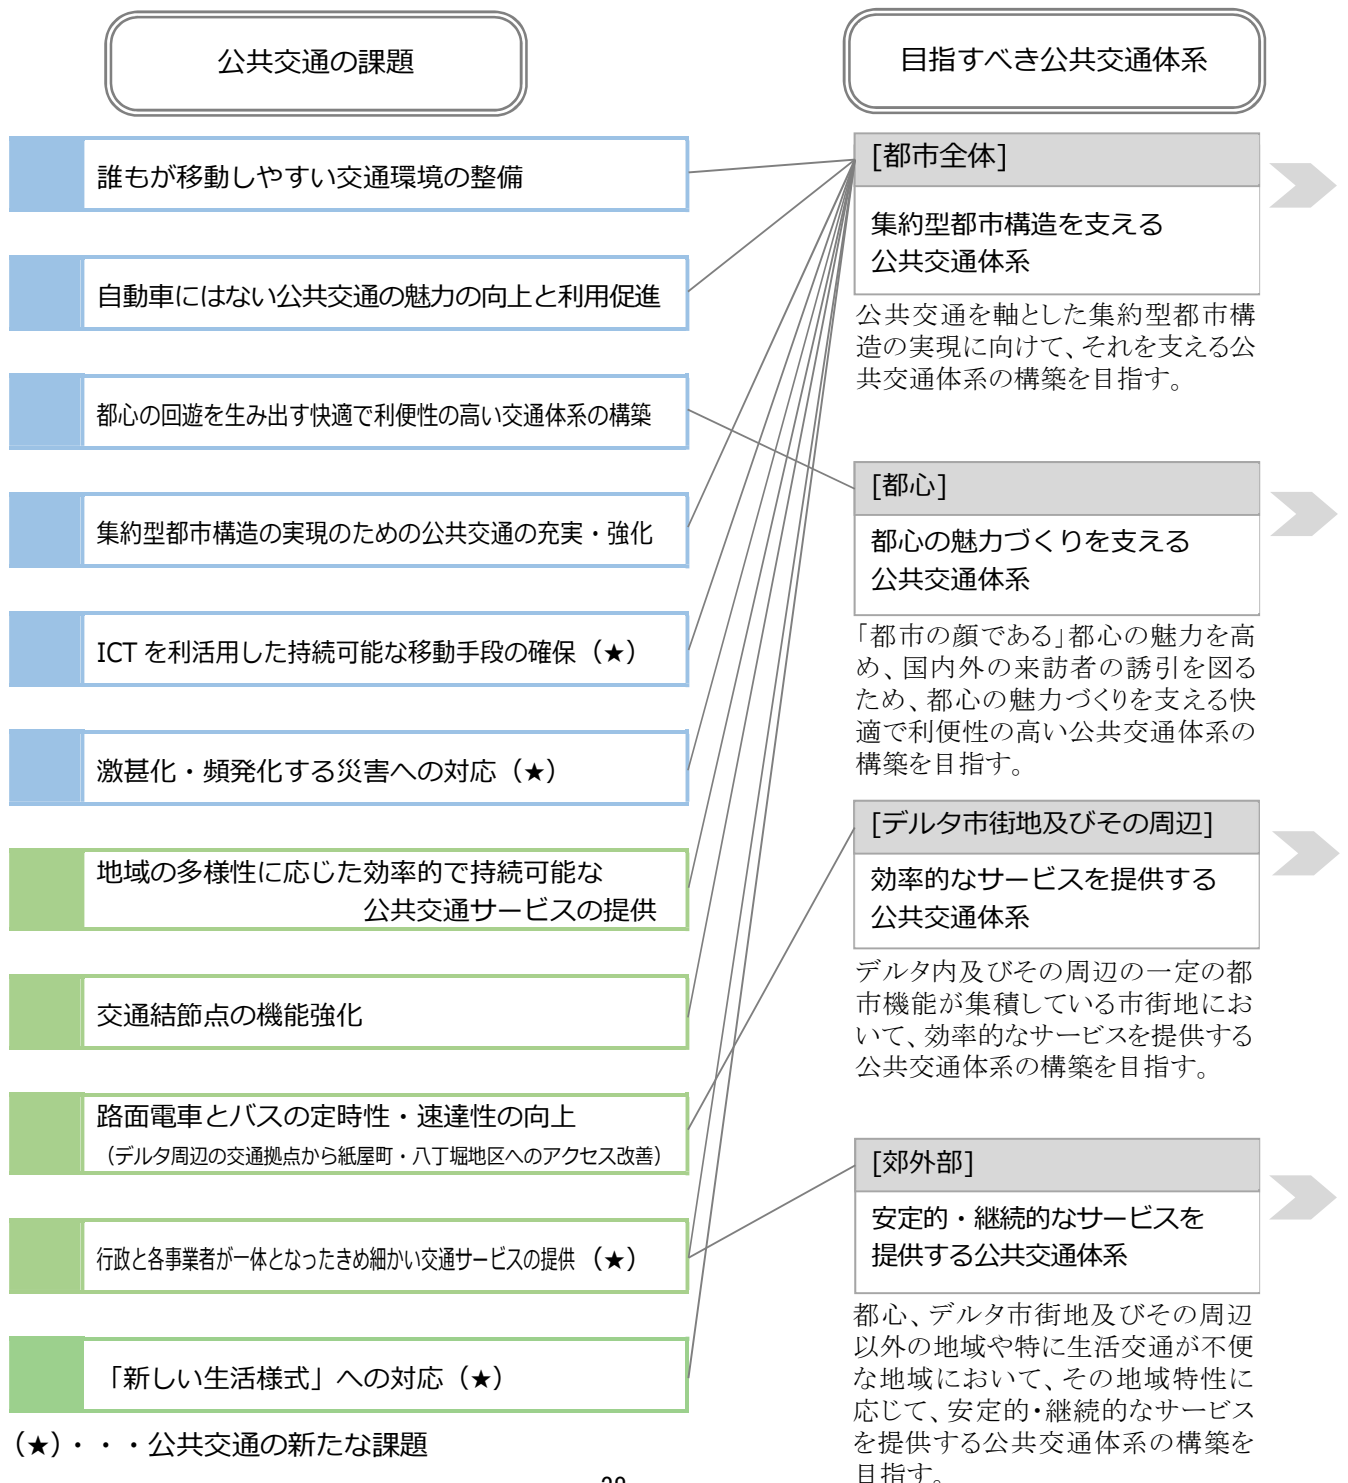 公共交通の課題
誰もが移動しやすい交通環境の整備
自動車にはない公共交通の魅力の向上と利用促進
都心の回遊を生み出す快適で利便性の高い交通体系の構築
集約型都市構造の実現のための公共交通の充実・強化
ICT を利活用した持続可能な移動手段の確保（★）
激甚化・頻発化する災害への対応（★）
地域の多様性に応じた効率的で持続可能な
公共交通サービスの提供
交通結節点の機能強化
路面電車とバスの定時性・速達性の向上
（デルタ周辺の交通拠点から紙屋町・八丁堀地区へのアクセス改善）
行政と各事業者が一体となったきめ細かい交通サービスの提供（★）
「新しい生活様式」への対応（★）
（★）・・・公共交通の新たな課題
目指すべき公共交通体系
[都市全体]
集約型都市構造を支える
公共交通体系
公共交通を軸とした集約型都市構
造の実現に向けて、それを支える公
共交通体系の構築を目指す。
[都心]
都心の魅力づくりを支える
公共交通体系
「都市の顔である」都心の魅力を高
め、国内外の来訪者の誘引を図る
ため、都心の魅力づくりを支える快
適で利便性の高い公共交通体系の
構築を目指す。
[デルタ市街地及びその周辺]
効率的なサービスを提供する
公共交通体系
デルタ内及びその周辺の一定の都
市機能が集積している市街地にお
いて、効率的なサービスを提供する
公共交通体系の構築を目指す。
[郊外部]
安定的・継続的なサービスを
提供する公共交通体系
都心、デルタ市街地及びその周辺
以外の地域や特に生活交通が不便
な地域において、その地域特性に
応じて、安定的・継続的なサービス
を提供する公共交通体系の構築を
目指す。